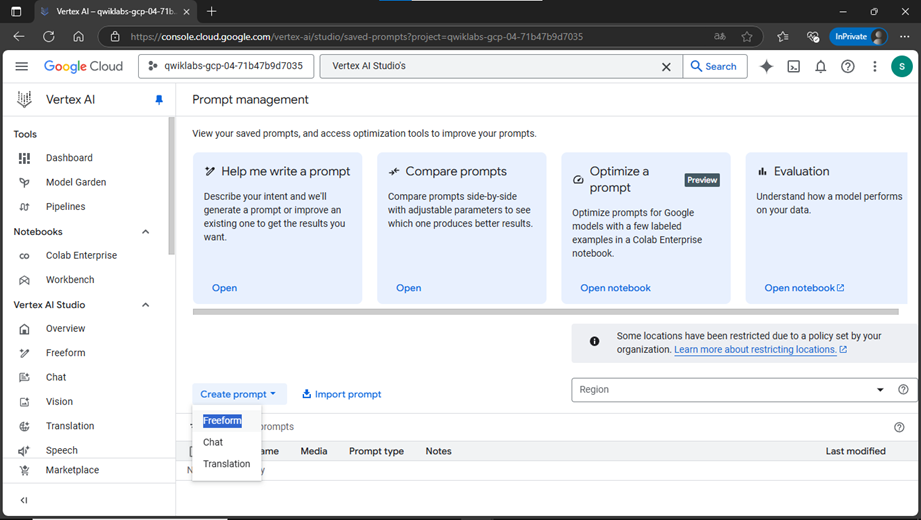 Vertex AI – qwiklabs-gcp-04-71b
https://console.cloud.google.com/vertex-ai/studio/saved-prompts?project=qwiklabs-gcp-04-71b47b9d7035
InPrivate
Google Cloud
qwiklabs-gcp-04-71b47b9d7035
Vertex AI Studio's
Search
S
Vertex AI
Prompt management
Tools
Dashboard
Model Garden
Pipelines
Notebooks
Colab Enterprise
Workbench
Vertex AI Studio
Overview
Freeform
Chat
Vision
Translation
Speech
Marketplace
View your saved prompts, and access optimization tools to improve your prompts.
Help me write a prompt
Describe your intent and we'll
generate a prompt or improve an
existing one to get the results you
want.
Open
Compare prompts
Compare prompts side-by-side
with adjustable parameters to see
which one produces better results.
Open
Optimize a
prompt
Preview
Optimize prompts for Google
models with a few labeled
examples in a Colab Enterprise
notebook.
Open notebook
Evaluation
Understand how a model performs
on your data.
Open notebook
Some locations have been restricted due to a policy set by your
organization. Learn more about restricting locations.
Create prompt
Import prompt
Region
Freeform
Chat
Translation
prompts
ame
Media
Prompt type
Notes
Last modified